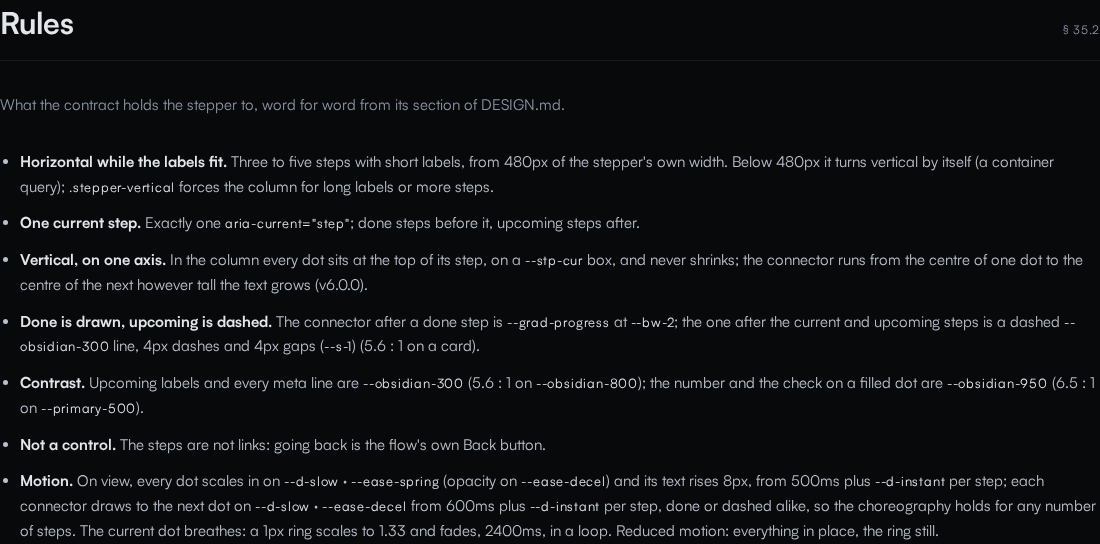 Rules
§ 35.2
What the contract holds the stepper to, word for word from its section of DESIGN.md.
• Horizontal while the labels fit. Three to five steps with short labels, from 480px of the stepper's own width. Below 480px it turns vertical by itself (a container
query); .stepper-vertical forces the column for long labels or more steps.
• One current step. Exactly one aria-current="step"; done steps before it, upcoming steps after.
• Vertical, on one axis. In the column every dot sits at the top of its step, on a --stp-cur box, and never shrinks; the connector runs from the centre of one dot to the
centre of the next however tall the text grows (v6.0.0).
• Done is drawn, upcoming is dashed. The connector after a done step is --grad-progress at --bw-2; the one after the current and upcoming steps is a dashed --
obsidian-300 line, 4px dashes and 4px gaps (--s-1) (5.6 : 1 on a card).
• Contrast. Upcoming labels and every meta line are --obsidian-300 (5.6 : 1 on --obsidian-800); the number and the check on a filled dot are --obsidian-950 (6.5 : 1
on --primary-500).
• Not a control. The steps are not links: going back is the flow's own Back button.
• Motion. On view, every dot scales in on --d-slow · --ease-spring (opacity on --ease-decel) and its text rises 8px, from 500ms plus --d-instant per step; each
connector draws to the next dot on --d-slow · --ease-decel from 600ms plus --d-instant per step, done or dashed alike, so the choreography holds for any number
of steps. The current dot breathes: a 1px ring scales to 1.33 and fades, 2400ms, in a loop. Reduced motion: everything in place, the ring still.